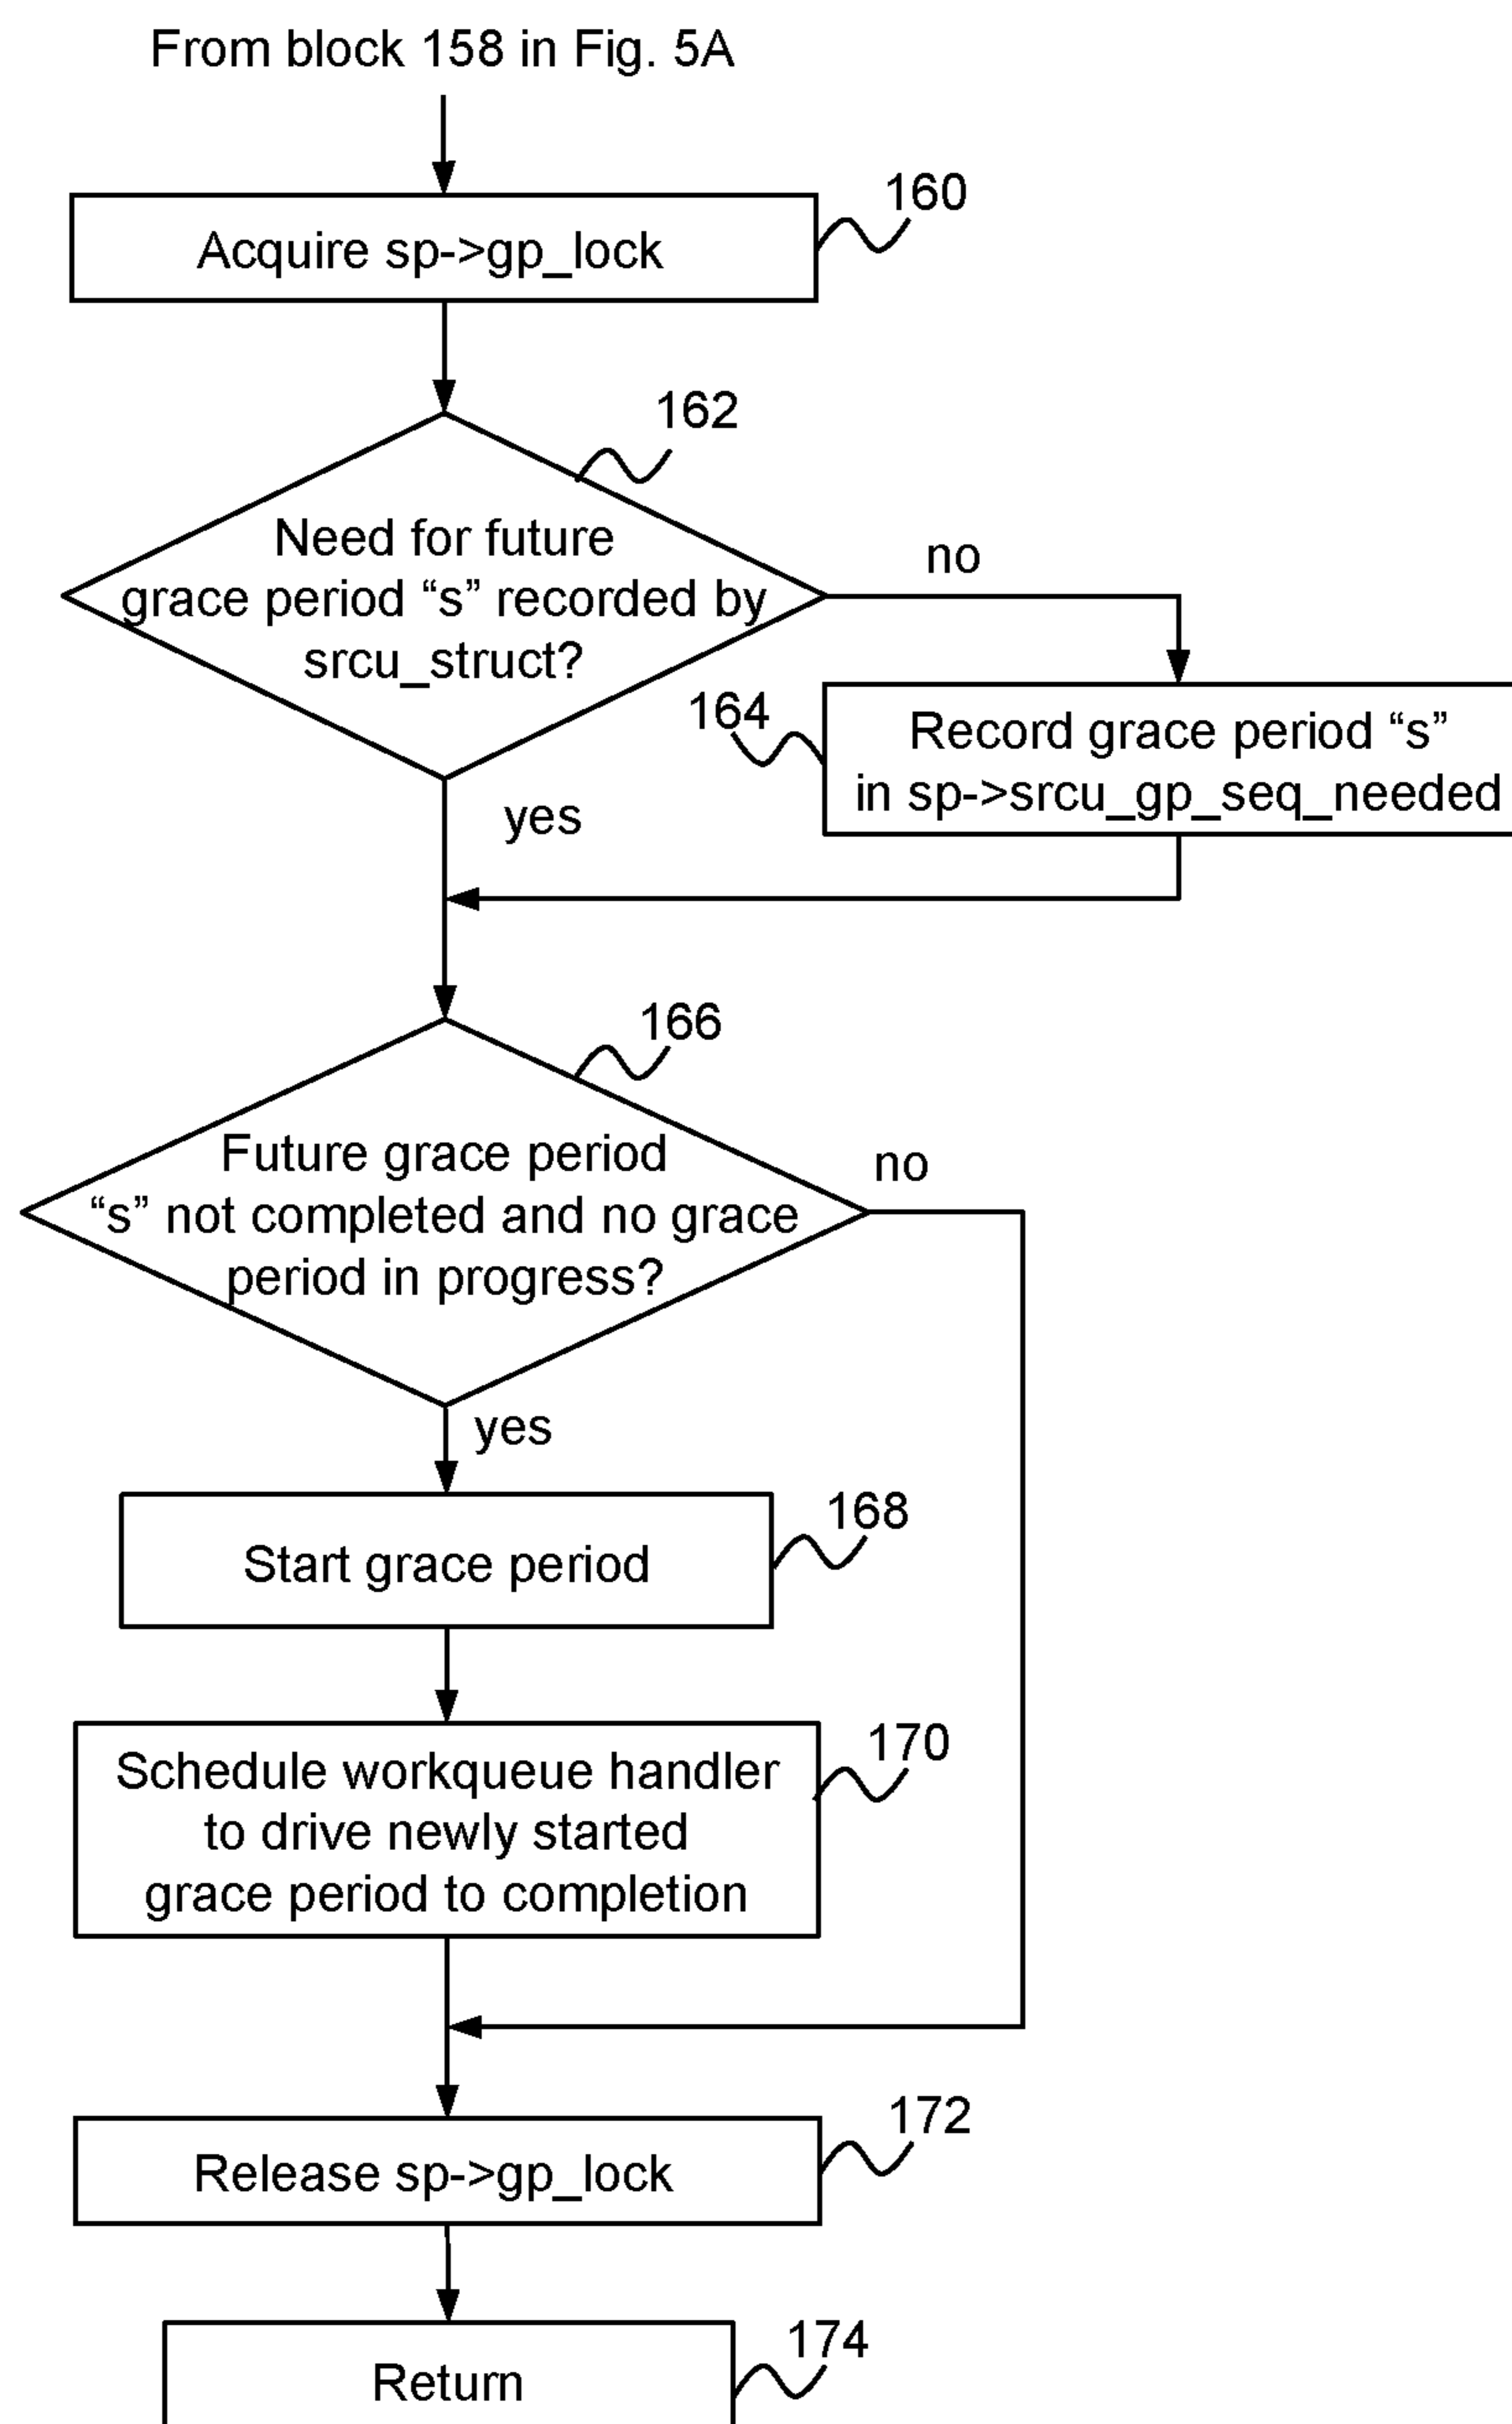 From block 158 in Fig. 5A
160
Acquire sp->gp_lock
162
Need for future
grace period “s” recorded by
srcu_struct?
no
164
Record grace period “s”
in sp->srcu_gp_seq_needed
yes
166
Future grace period
“s” not completed and no grace
period in progress?
no
yes
168
Start grace period
170
Schedule workqueue handler
to drive newly started
grace period to completion
172
Release sp->gp_lock
174
Return